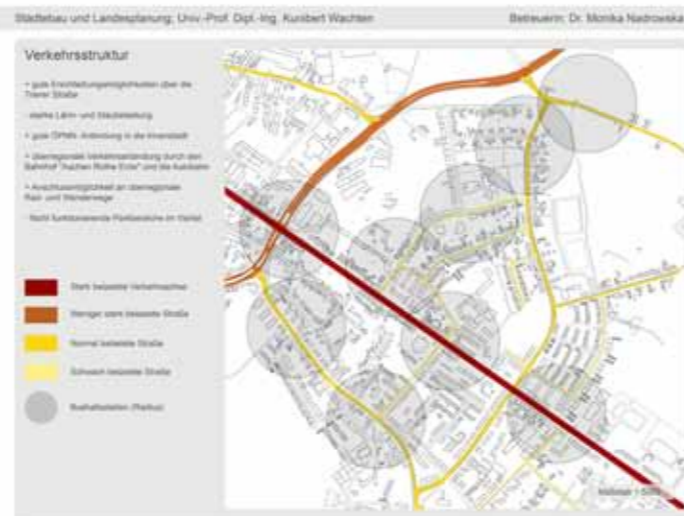 Städtebau und Landesplanung; Univ.-Prof. Dipl.-Ing. Kunibert Wachten
Betreuerin: Dr. Monika Nadrowska
Verkehrsstruktur
+ gute Erschließungsmöglichkeiten über die
Trierer Straße
- starke Lärm- und Staubelastung
+ gute ÖPNV- Anbindung in die Innenstadt
+ überregionale Verkehrsanbindung durch den
Bahnhof "Aachen Rothe Erde" und die Autobahn
+ Anschlussmöglichkeit an überregionale
Rad- und Wanderwege
- Nicht funktionierende Parkbereiche im Viertel
Stark belastete Verkehrsachse
Weniger stark belastete Straße
Normal belastete Straße
Schwach belastete Straße
Bushaltestellen (Radius)